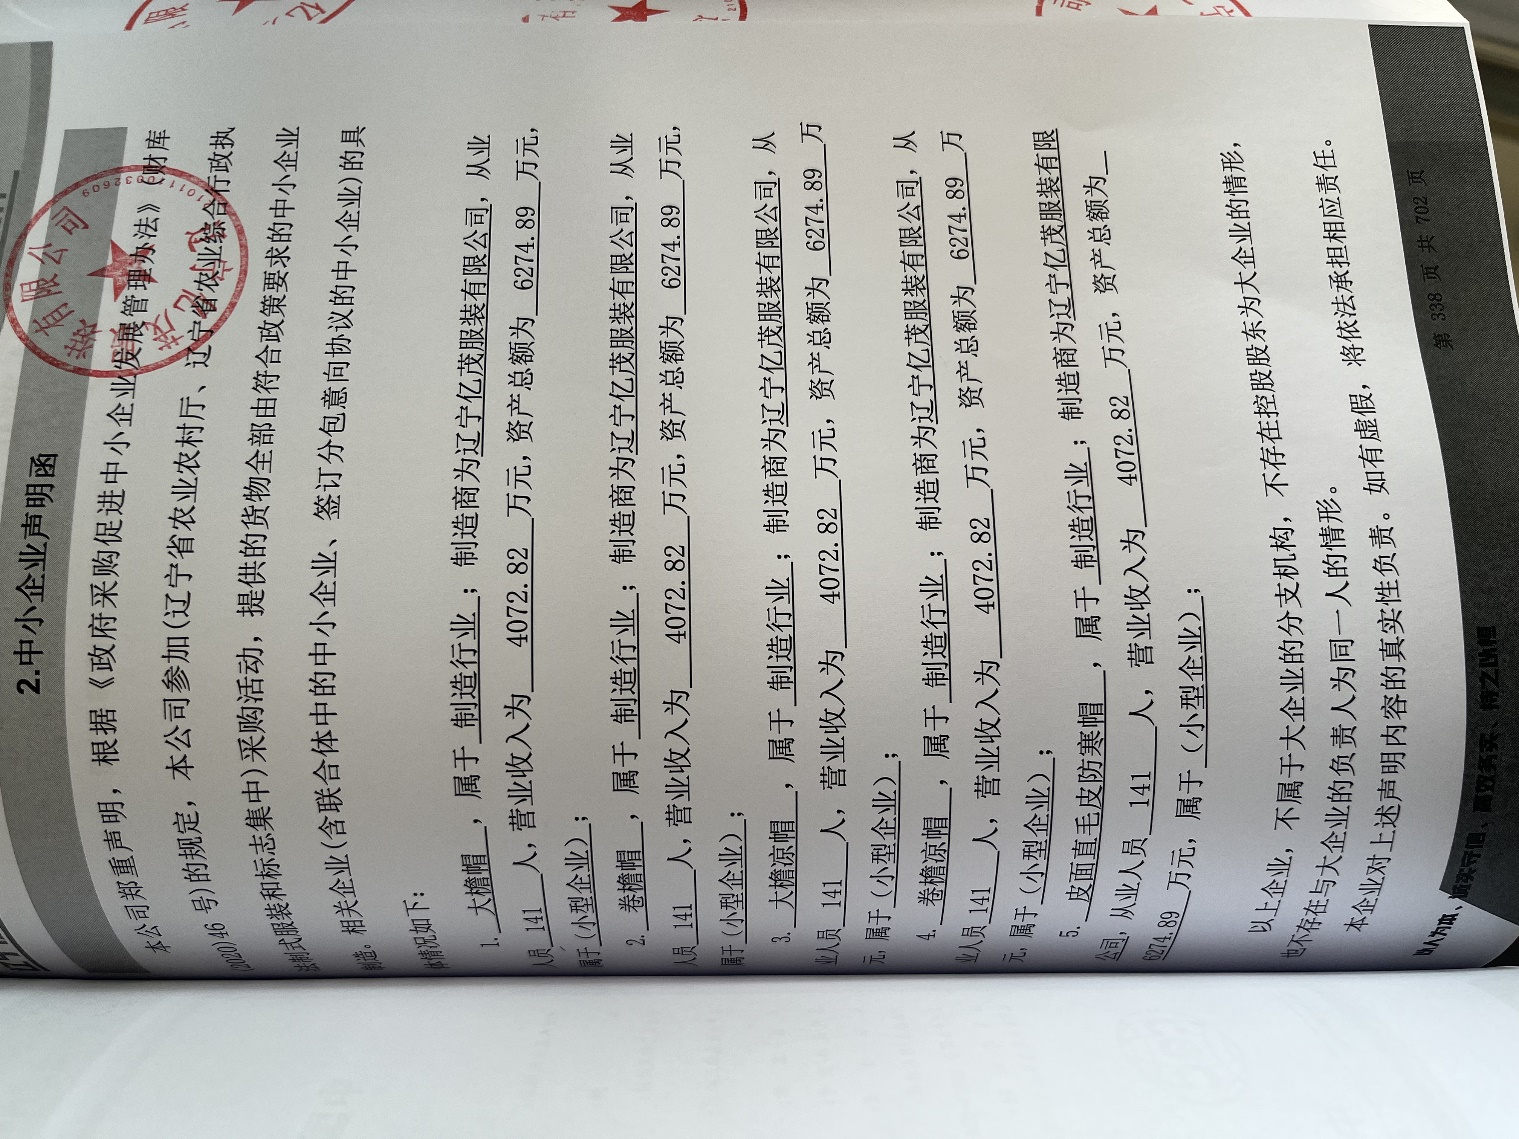 2.中小企业声明函
本公司郑重声明，根据《政府采购促进中小企业发展管理办法》（财库
(2020)46 号)的规定，本公司参加(辽宁省农业农村厅、辽宁省农业综合行政执
法制式服装和标志集中)采购活动，提供的货物全部由符合政策要求的中小企业
制造。相关企业(含联合体中的中小企业、签订分包意向协议的中小企业)的具
体情况如下：
1. 大檐帽 ，属于 制造行业 ；制造商为辽宁亿茂服装有限公司，从业
人员 141 人，营业收入为 4072.82 万元，资产总额为 6274.89 万元，
属于（小型企业）；
2. 卷檐帽 ，属于 制造行业 ；制造商为辽宁亿茂服装有限公司，从业
人员 141 人，营业收入为 4072.82 万元，资产总额为 6274.89 万元，
属于（小型企业）；
3. 大檐凉帽 ，属于 制造行业 ；制造商为辽宁亿茂服装有限公司，从
业人员 141 人，营业收入为 4072.82 万元，资产总额为 6274.89 万
元，属于（小型企业）；
4. 卷檐凉帽 ，属于 制造行业 ；制造商为辽宁亿茂服装有限公司，从
业人员 141 人，营业收入为 4072.82 万元，资产总额为 6274.89 万
元，属于（小型企业）；
5. 皮面直毛皮防寒帽 ，属于 制造行业 ；制造商为辽宁亿茂服装有限
公司，从业人员 141 人，营业收入为 4072.82 万元，资产总额为
6274.89 万元，属于（小型企业）；
以上企业，不属于大企业的分支机构，不存在控股股东为大企业的情形，
也不存在与大企业的负责人为同一人的情形。
本企业对上述声明内容的真实性负责。如有虚假，将依法承担相应责任。
第 338 页 共 702 页
以人为本、诚实守信、高效务实、精